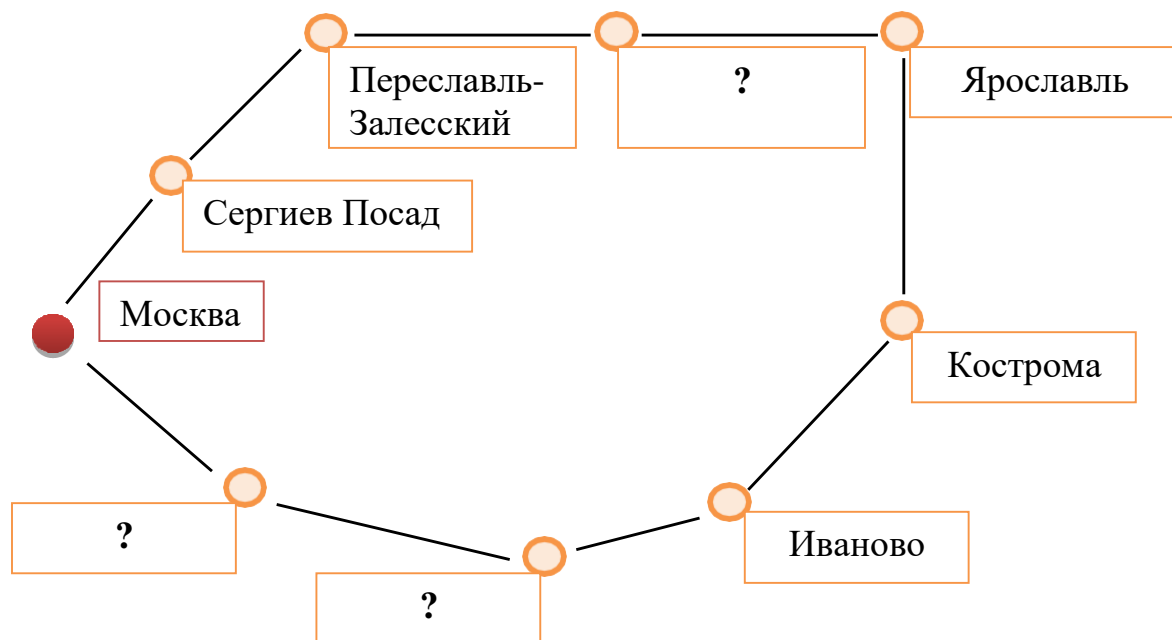 Переславль-
Залесский
?
Ярославль
Сергиев Посад
Москва
Кострома
?
Иваново
?